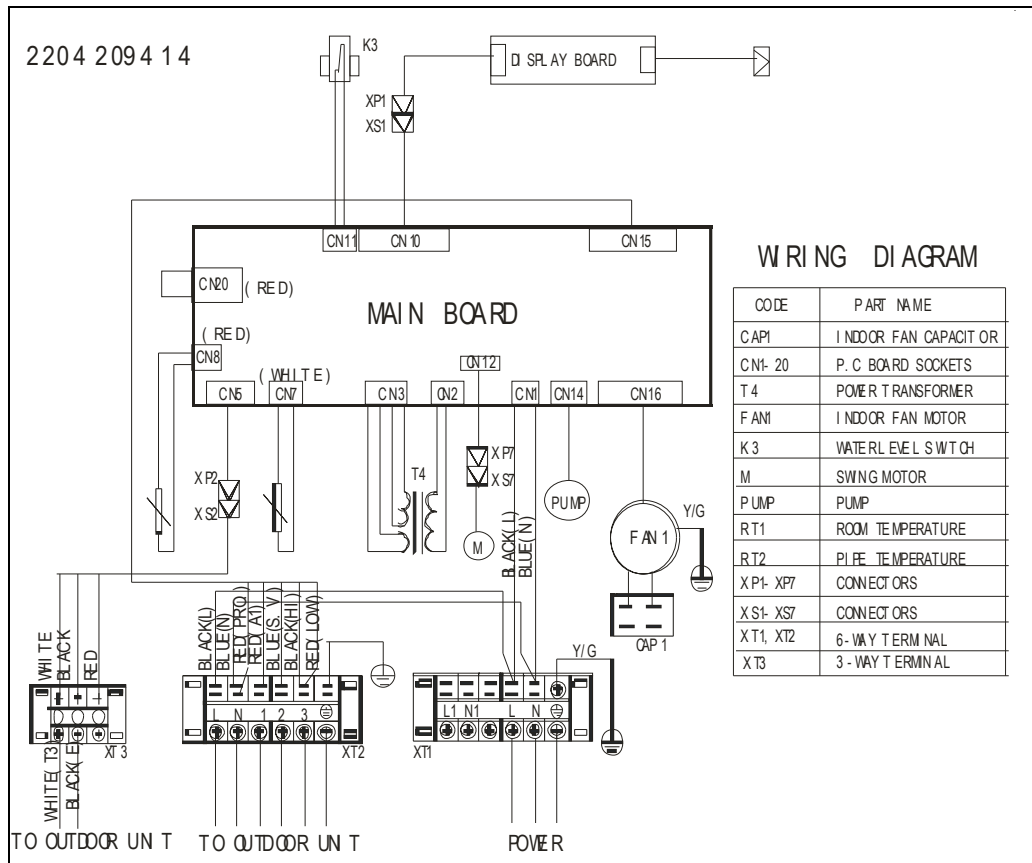 2204 209414
K3
DISPLAY BOARD
XP1
XS1
CN11
CN10
CN15
CN20
(RED)
MAIN BOARD
(RED)
CN8
CN12
(WHITE)
CN5
CN7
CN3
CN2
CN1
CN14
CN16
XP2
XS2
T4
XP7
XS7
M
PUMP
BLACK(L)
BLUE(N)
FAN1
Y/G
CAP1
WHITE
BLACK
RED
BLACK(L)
BLUE(N)
RED(PRO)
RED(A1)
BLUE(S.V)
BLACK(HI)
RED(LOW)
Y/G
L N 1 2 3
L1 N1 L N
XT3
XT2
XT1
WHITE(T3)
BLACK(E)
TO OUTDOOR UNIT
TO OUTDOOR UNIT
POWER
WIRING DIAGRAM
CODE PART NAME
CAP1 INDOOR FAN CAPACITOR
CN1-20 P.C BOARD SOCKETS
T4 POWER TRANSFORMER
FAN1 INDOOR FAN MOTOR
K3 WATER LEVEL SWITCH
M SWING MOTOR
PUMP PUMP
RT1 ROOM TEMPERATURE
RT2 PIPE TEMPERATURE
XP1-XP7 CONNECTORS
XS1-XS7 CONNECTORS
XT1, XT2 6-WAY TERMINAL
XT3 3-WAY TERMINAL